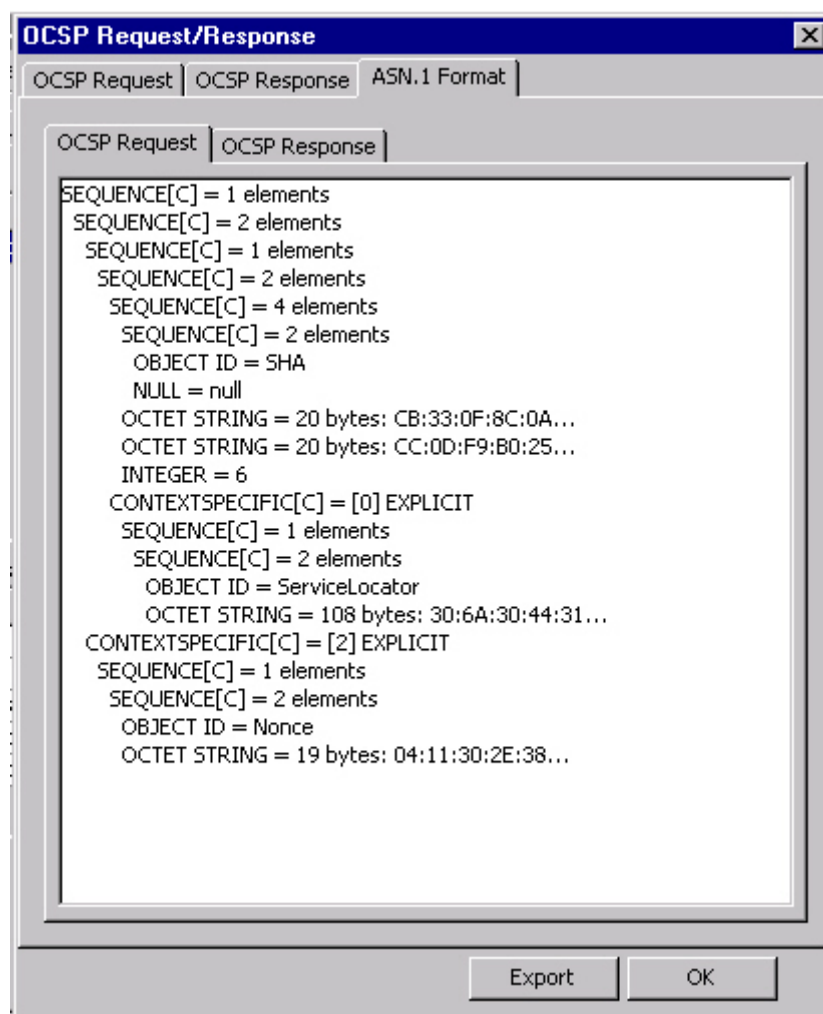 OCSP Request/Response
OCSP Request OCSP Response ASN.1 Format
OCSP Request OCSP Response
SEQUENCE[C] = 1 elements
SEQUENCE[C] = 2 elements
SEQUENCE[C] = 1 elements
SEQUENCE[C] = 2 elements
SEQUENCE[C] = 4 elements
SEQUENCE[C] = 2 elements
OBJECT ID = SHA
NULL = null
OCTET STRING = 20 bytes: CB:33:0F:8C:0A...
OCTET STRING = 20 bytes: CC:0D:F9:B0:25...
INTEGER = 6
CONTEXTSPECIFIC[C] = [0] EXPLICIT
SEQUENCE[C] = 1 elements
SEQUENCE[C] = 2 elements
OBJECT ID = ServiceLocator
OCTET STRING = 108 bytes: 30:6A:30:44:31...
CONTEXTSPECIFIC[C] = [2] EXPLICIT
SEQUENCE[C] = 1 elements
SEQUENCE[C] = 2 elements
OBJECT ID = Nonce
OCTET STRING = 19 bytes: 04:11:30:2E:38...
Export OK